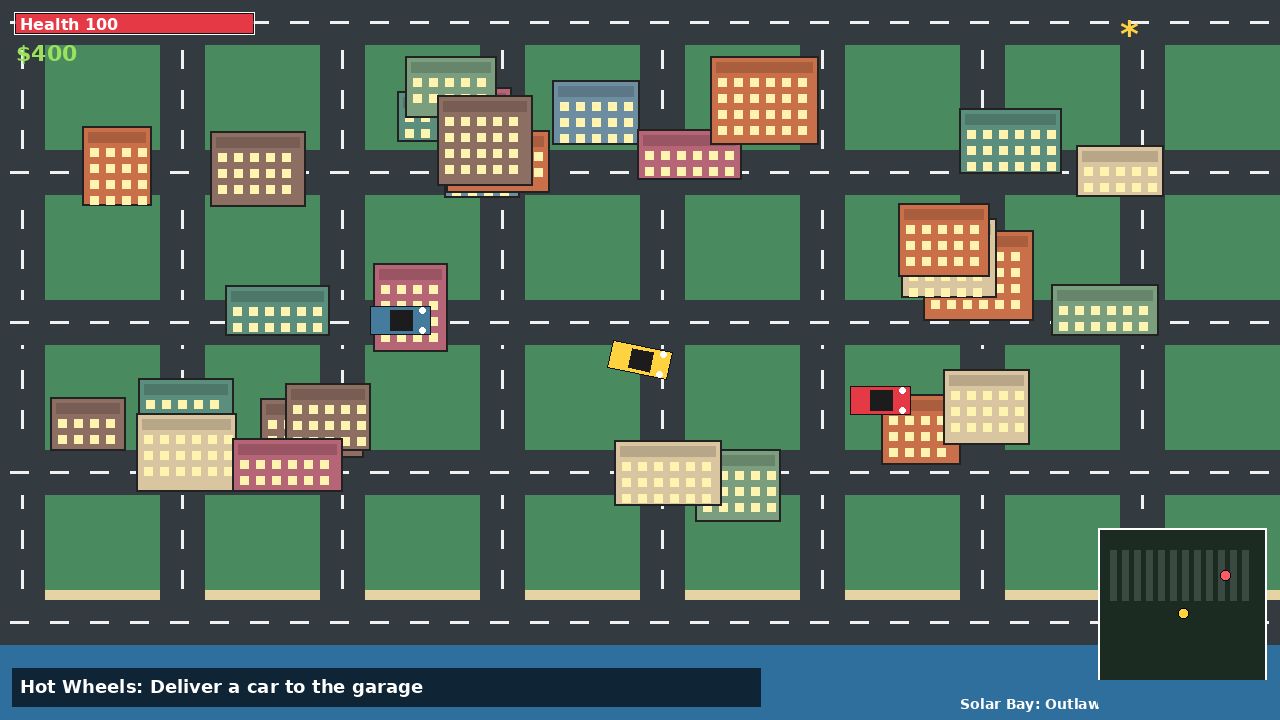 Health 100
$400
*
Hot Wheels: Deliver a car to the garage
Solar Bay: Outlaw